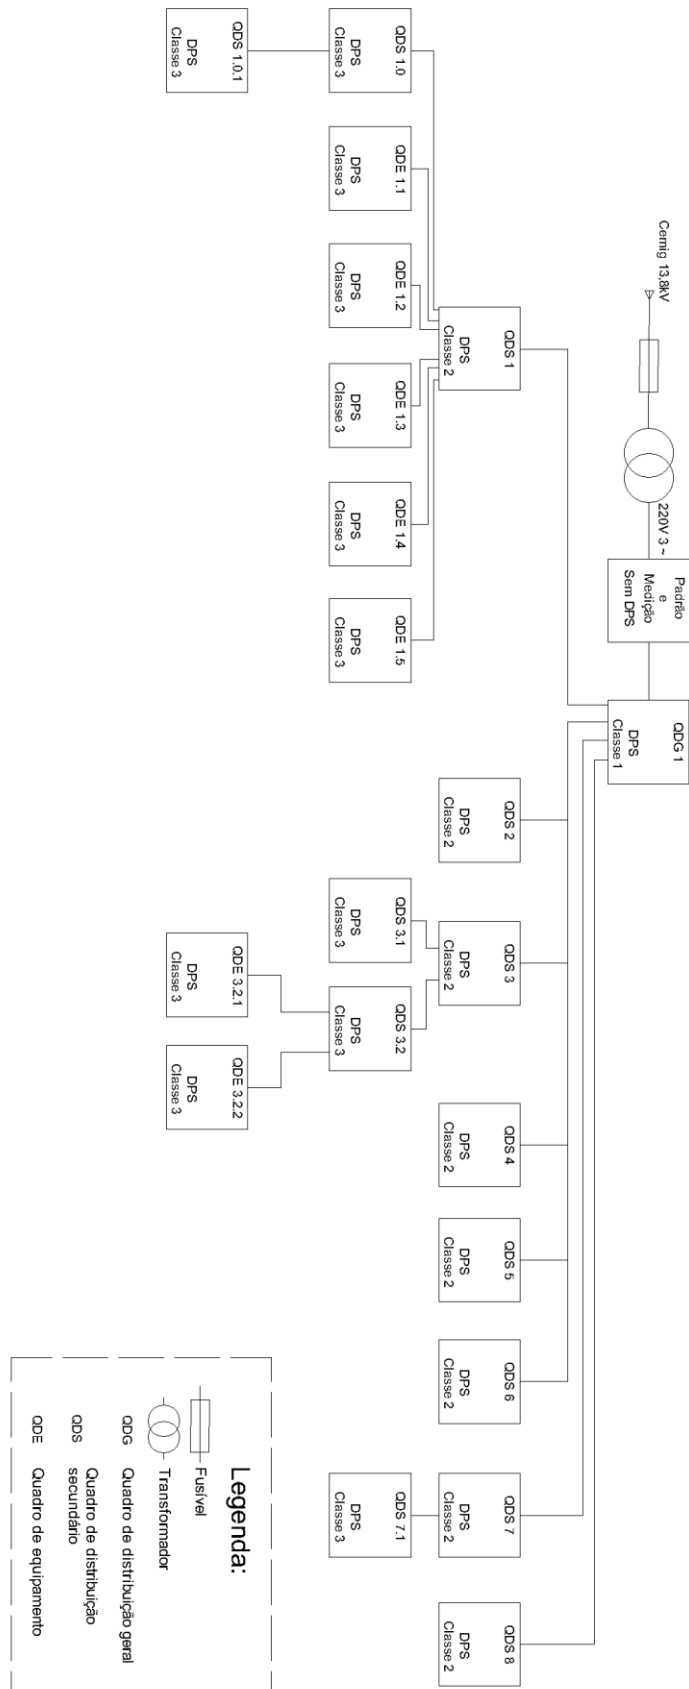 Cemig 13,8kV
220V 3 ~
Padrão
e
Medição
Sem DPS
QDG 1
DPS
Classe 1
QDS 1
DPS
Classe 2
QDS 2
DPS
Classe 2
QDS 3
DPS
Classe 2
QDS 4
DPS
Classe 2
QDS 5
DPS
Classe 2
QDS 6
DPS
Classe 2
QDS 7
DPS
Classe 2
QDS 8
DPS
Classe 2
QDS 1.0
DPS
Classe 3
QDE 1.1
DPS
Classe 3
QDE 1.2
DPS
Classe 3
QDE 1.3
DPS
Classe 3
QDE 1.4
DPS
Classe 3
QDE 1.5
DPS
Classe 3
QDS 3.1
DPS
Classe 3
QDS 3.2
DPS
Classe 3
QDS 7.1
DPS
Classe 3
QDS 1.0.1
DPS
Classe 3
QDE 3.2.1
DPS
Classe 3
QDE 3.2.2
DPS
Classe 3
Legenda:
Fusível
Transformador
QDG Quadro de distribuição geral
QDS Quadro de distribuição
secundário
QDE Quadro de equipamento